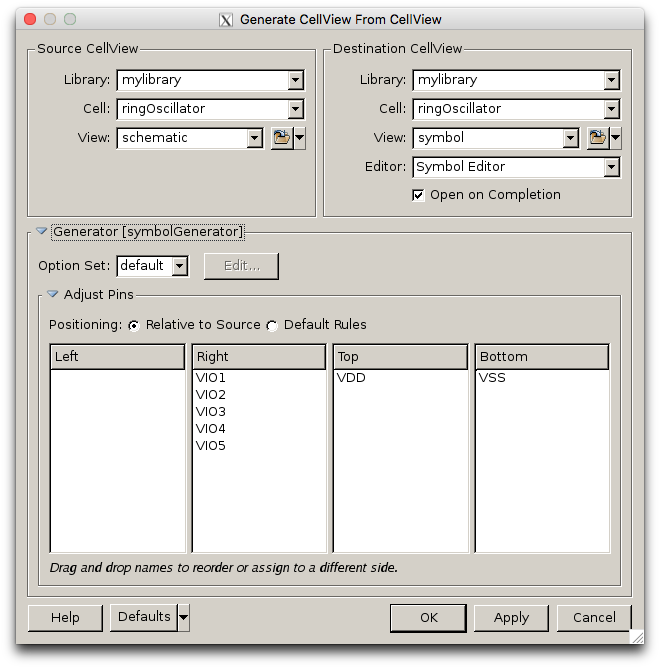 Generate CellView From CellView
Source CellView
Library: mylibrary
Cell: ringOscillator
View: schematic
Destination CellView
Library: mylibrary
Cell: ringOscillator
View: symbol
Editor: Symbol Editor
Open on Completion
Generator [symbolGenerator]
Option Set: default Edit...
Adjust Pins
Positioning: Relative to Source Default Rules
Left Right Top Bottom
VIO1 VDD VSS
VIO2
VIO3
VIO4
VIO5
Drag and drop names to reorder or assign to a different side.
Help Defaults OK Apply Cancel